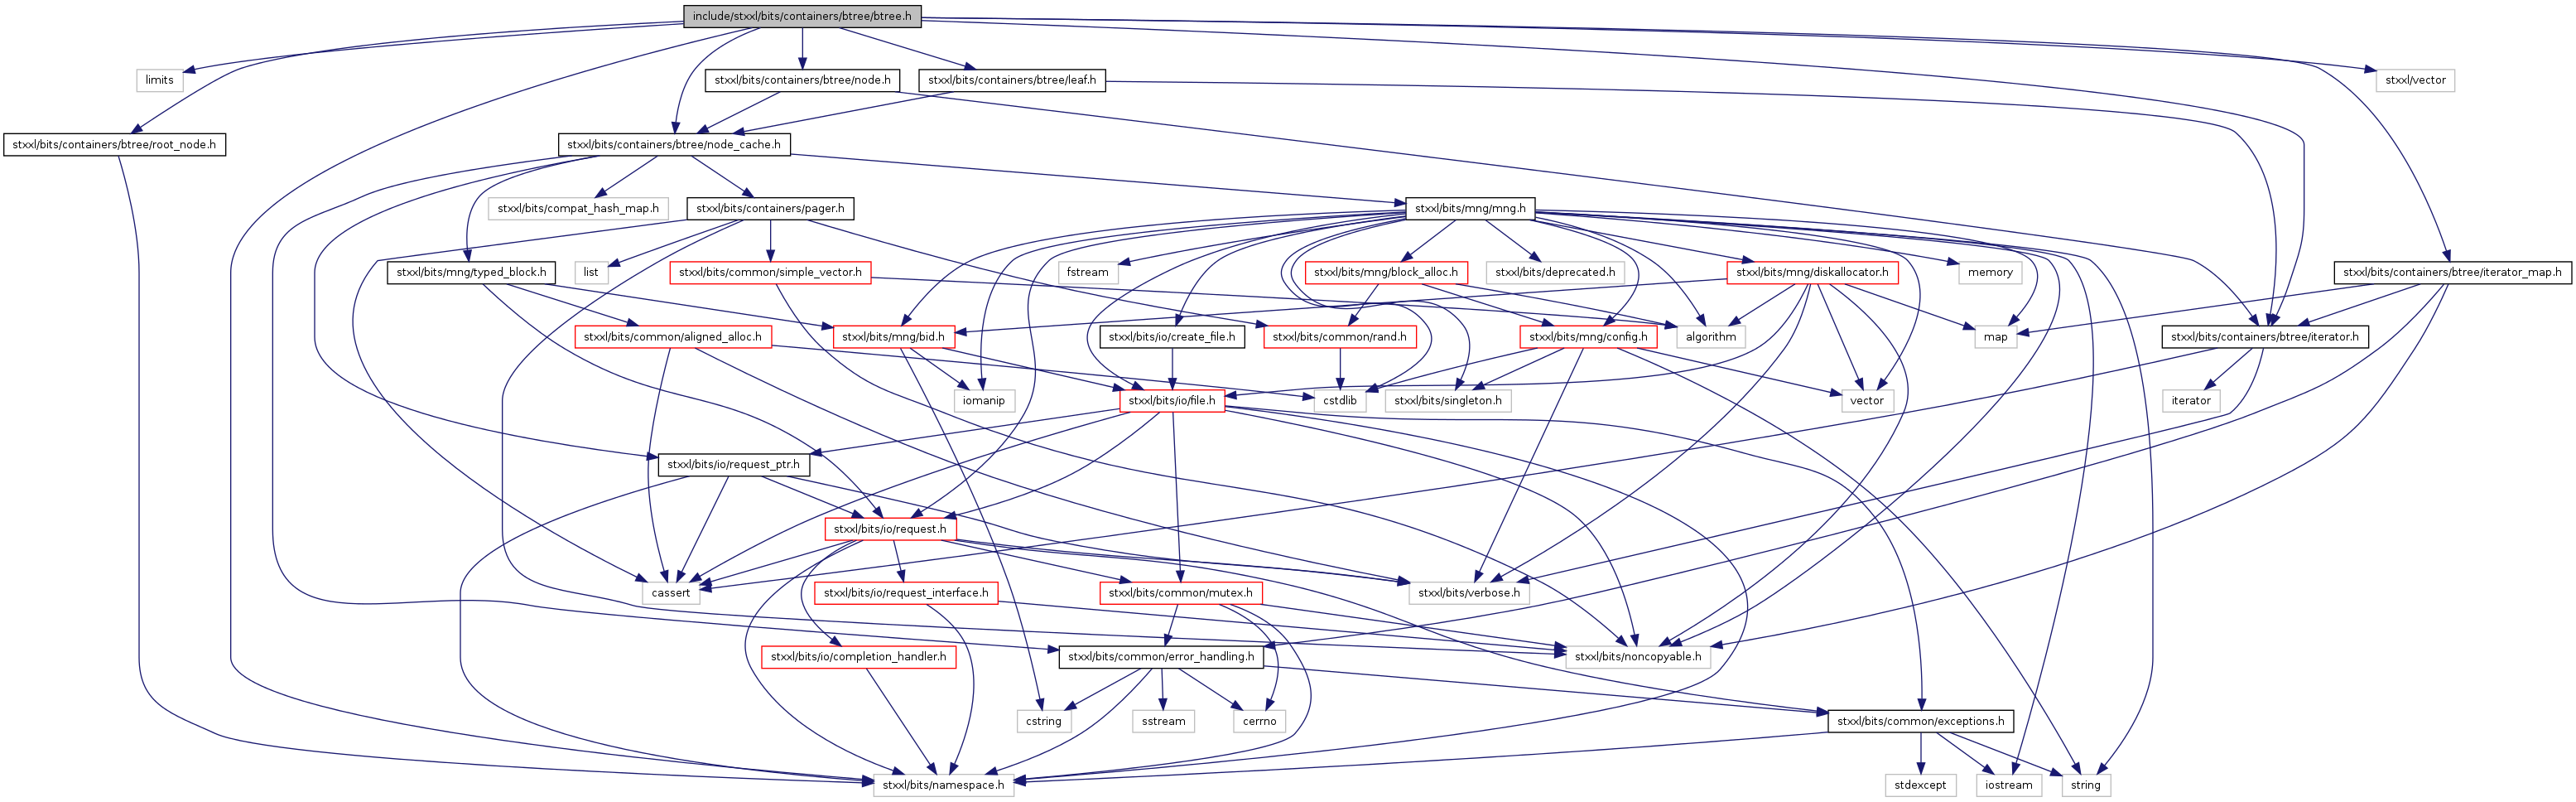 include/stxxl/bits/containers/btree/btree.h
limits
stxxl/bits/containers/btree/node.h
stxxl/bits/containers/btree/leaf.h
stxxl/vector
stxxl/bits/containers/btree/root_node.h
stxxl/bits/containers/btree/node_cache.h
stxxl/bits/compat_hash_map.h
stxxl/bits/containers/pager.h
stxxl/bits/mng/mng.h
stxxl/bits/mng/typed_block.h
list
stxxl/bits/common/simple_vector.h
fstream
stxxl/bits/mng/block_alloc.h
stxxl/bits/deprecated.h
stxxl/bits/mng/diskallocator.h
memory
stxxl/bits/containers/btree/iterator_map.h
stxxl/bits/common/aligned_alloc.h
stxxl/bits/mng/bid.h
stxxl/bits/io/create_file.h
stxxl/bits/common/rand.h
stxxl/bits/mng/config.h
algorithm
map
stxxl/bits/containers/btree/iterator.h
iomanip
stxxl/bits/io/file.h
cstdlib
stxxl/bits/singleton.h
vector
iterator
stxxl/bits/io/request_ptr.h
stxxl/bits/io/request.h
cassert
stxxl/bits/io/request_interface.h
stxxl/bits/common/mutex.h
stxxl/bits/verbose.h
stxxl/bits/io/completion_handler.h
stxxl/bits/common/error_handling.h
stxxl/bits/noncopyable.h
cstring
sstream
cerrno
stxxl/bits/common/exceptions.h
stxxl/bits/namespace.h
stdexcept
iostream
string